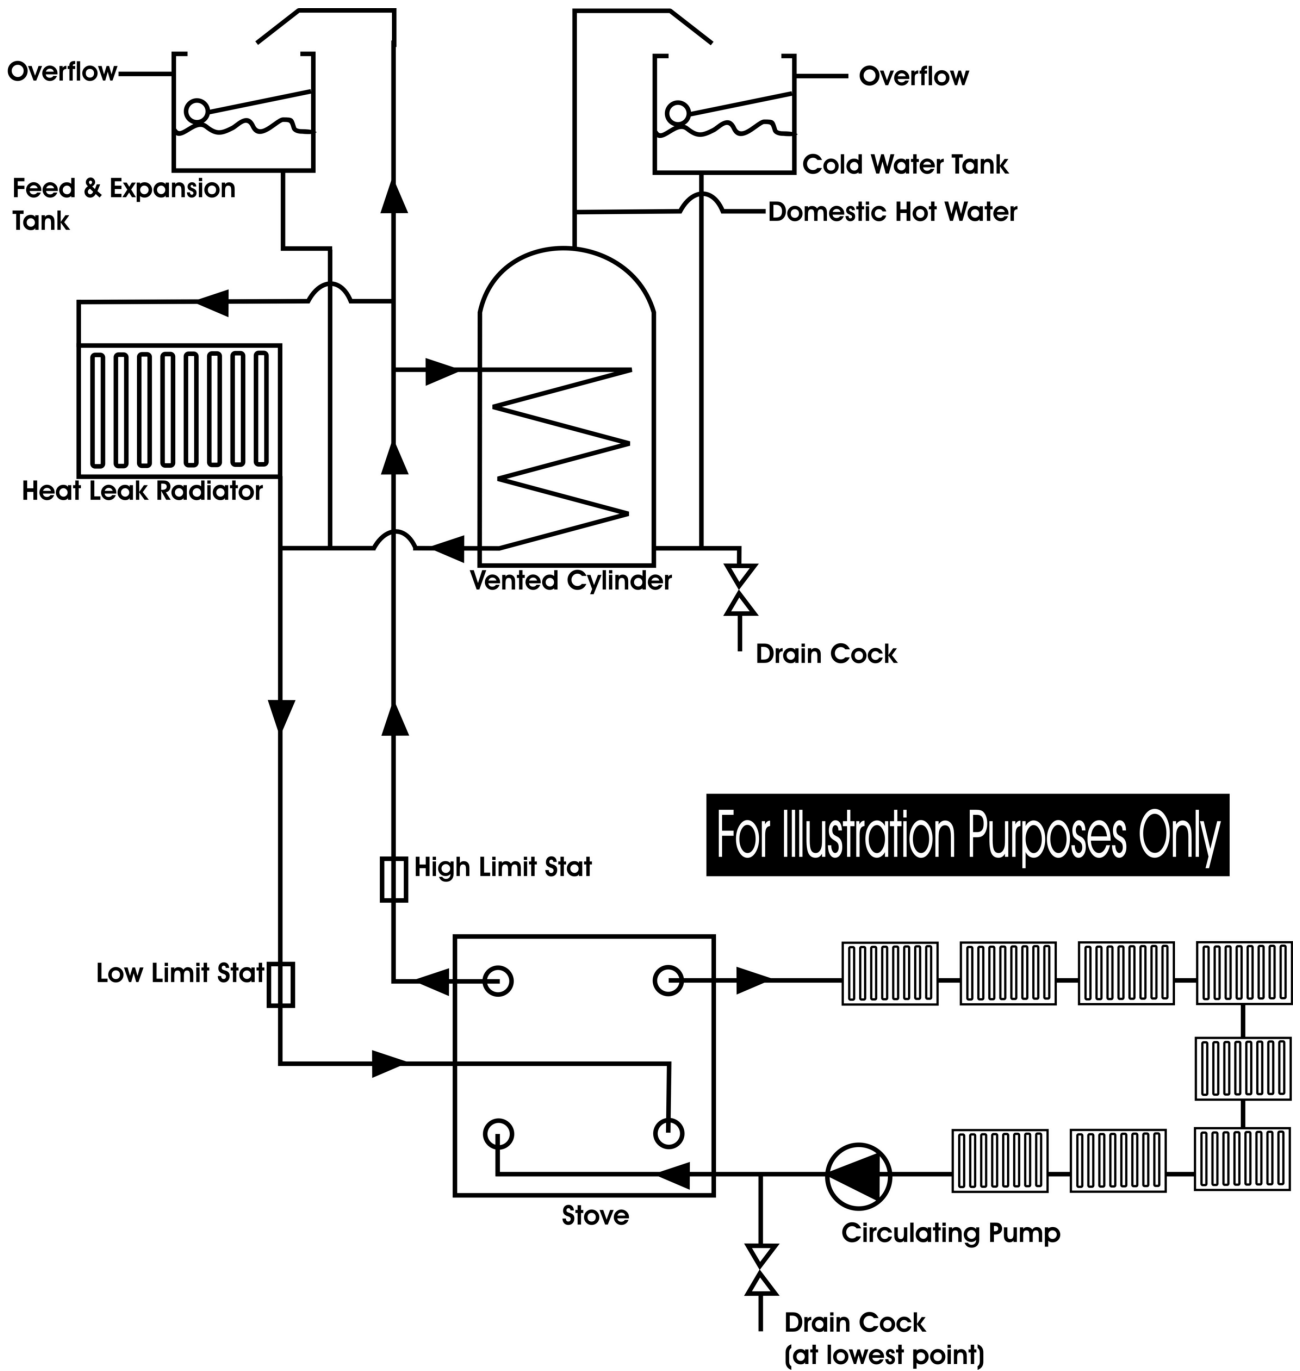 Overflow
Overflow
Cold Water Tank
Feed & Expansion
Tank
Domestic Hot Water
Heat Leak Radiator
Vented Cylinder
Drain Cock
For Illustration Purposes Only
High Limit Stat
Low Limit Stat
Stove
Circulating Pump
Drain Cock
(at lowest point)